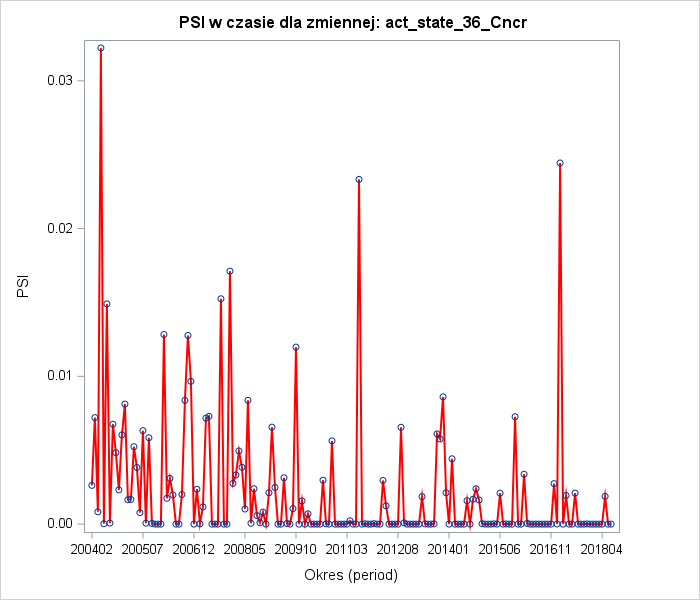 PSI w czasie dla zmiennej: act_state_36_Cncr
0.03
0.02
0.01
0.00
PSI
200402 200507 200612 200805 200910 201103 201208 201401 201506 201611 201804
Okres (period)